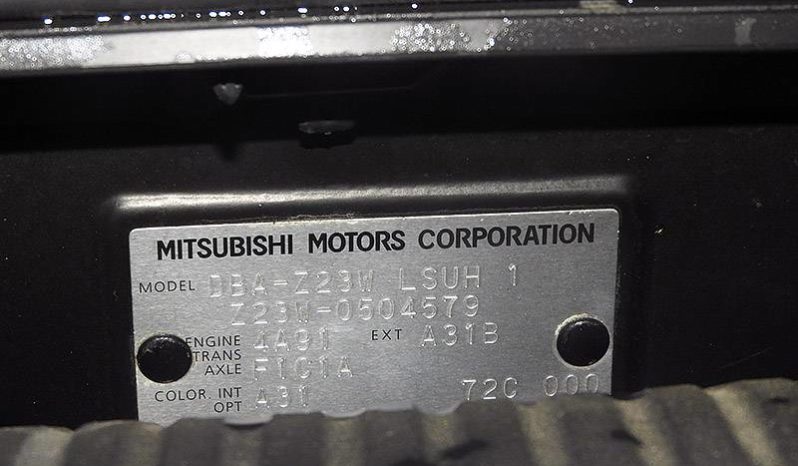 MITSUBISHI MOTORS CORPORATION
MODEL DBA-Z23W LSUH 1
Z23W-0504579
ENGINE 4A91 EXT A31B
TRANS
AXLE F1C1A
COLOR. INT A31 72C 000
OPT